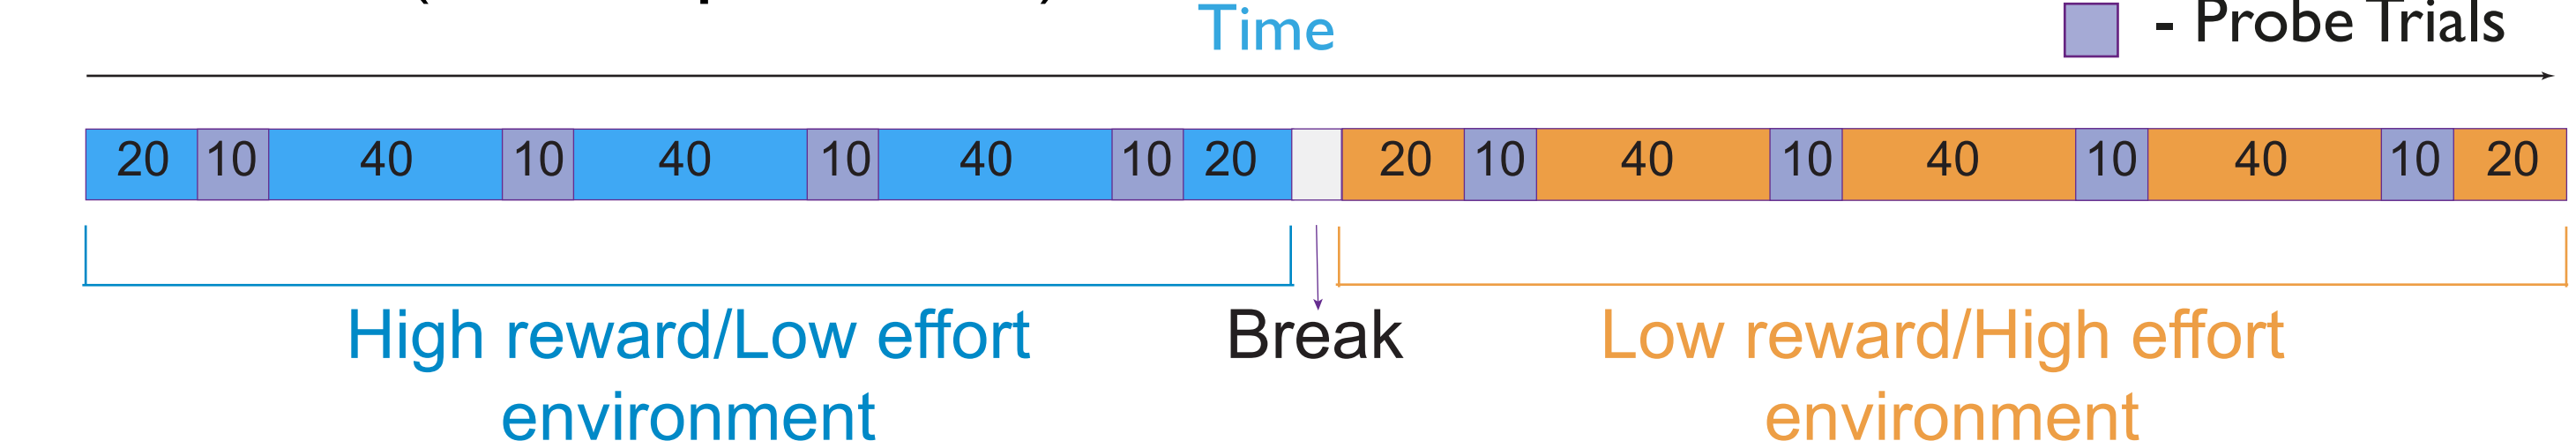 Time
- Probe Trials
20 10 40 10 40 10 40 10 20 20 10 40 10 40 10 40 10 20
High reward/Low effort
environment
Break
Low reward/High effort
environment